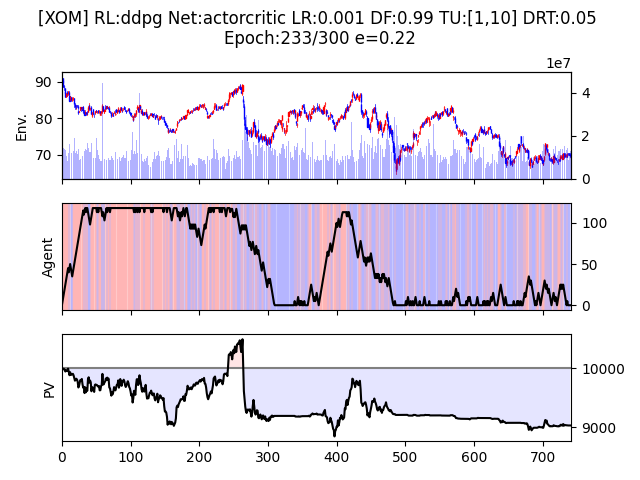 [XOM] RL:ddpg Net:actorcritic LR:0.001 DF:0.99 TU:[1,10] DRT:0.05
Epoch:233/300 e=0.22
1e7
90
80
70
Env.
4
2
0
Agent
100
50
0
PV
10000
9000
0 100 200 300 400 500 600 700